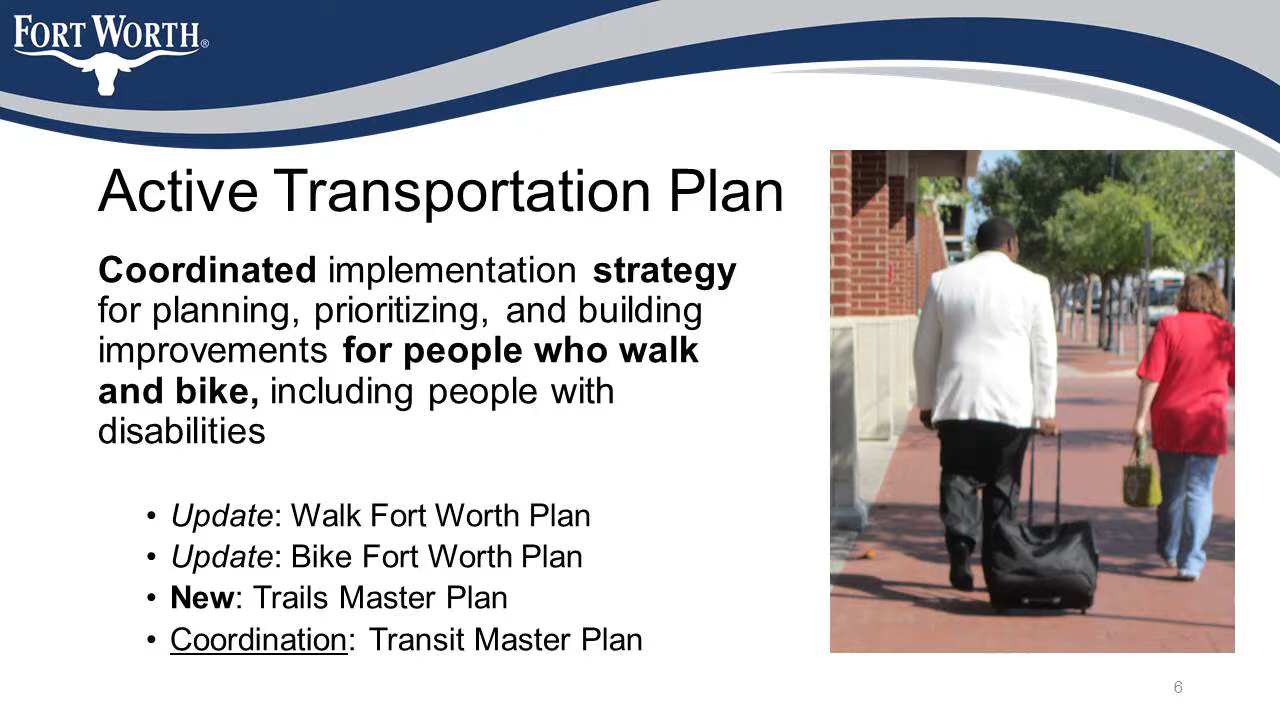 FORT WORTH®
Active Transportation Plan
Coordinated implementation strategy
for planning, prioritizing, and building
improvements for people who walk
and bike, including people with
disabilities
• Update: Walk Fort Worth Plan
• Update: Bike Fort Worth Plan
• New: Trails Master Plan
• Coordination: Transit Master Plan
6